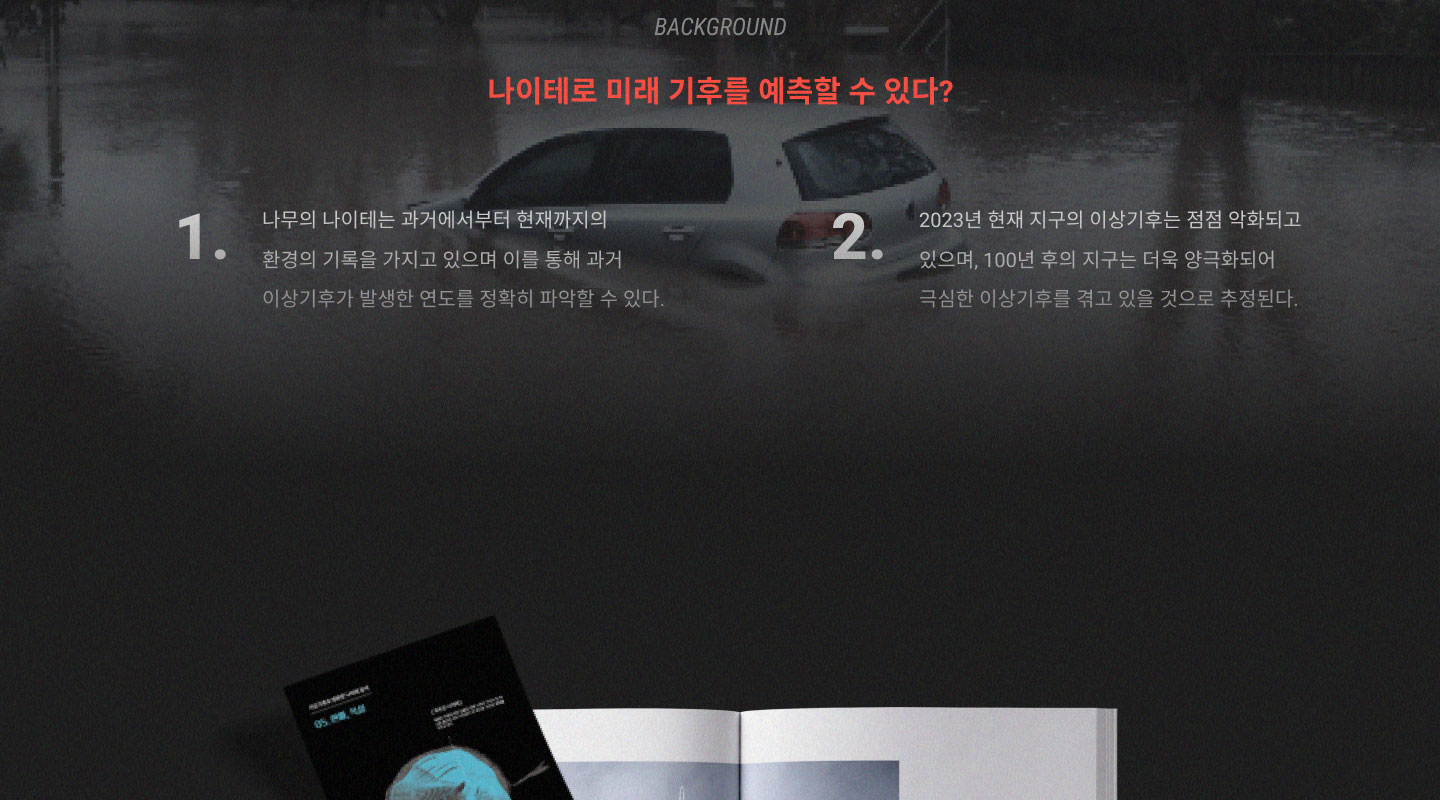 BACKGROUND
나이테로 미래 기후를 예측할 수 있다?
1.
나무의 나이테는 과거에서부터 현재까지의
환경의 기록을 가지고 있으며 이를 통해 과거
이상기후가 발생한 연도를 정확히 파악할 수 있다.
2.
2023년 현재 지구의 이상기후는 점점 악화되고
있으며, 100년 후의 지구는 더욱 양극화되어
극심한 이상기후를 겪고 있을 것으로 추정된다.